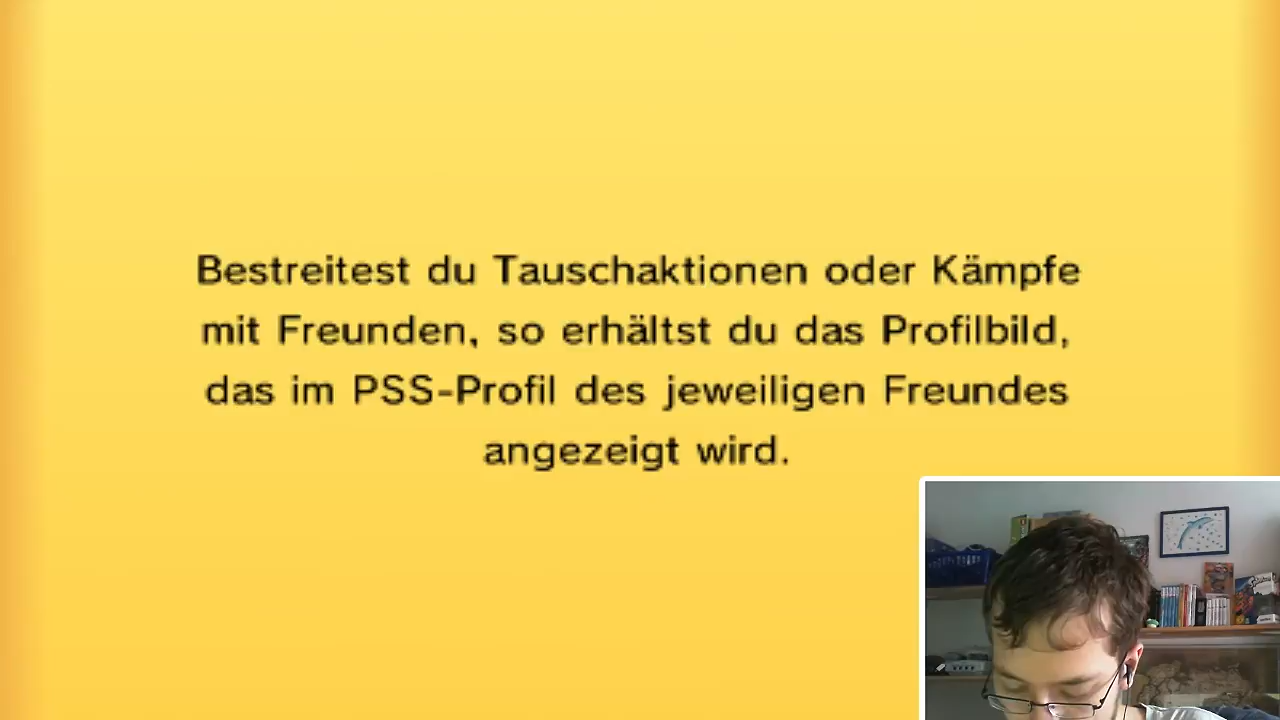 Bestreitest du Tauschaktionen oder Kämpfe
mit Freunden, so erhältst du das Profilbild,
das im PSS-Profil des jeweiligen Freundes
angezeigt wird.